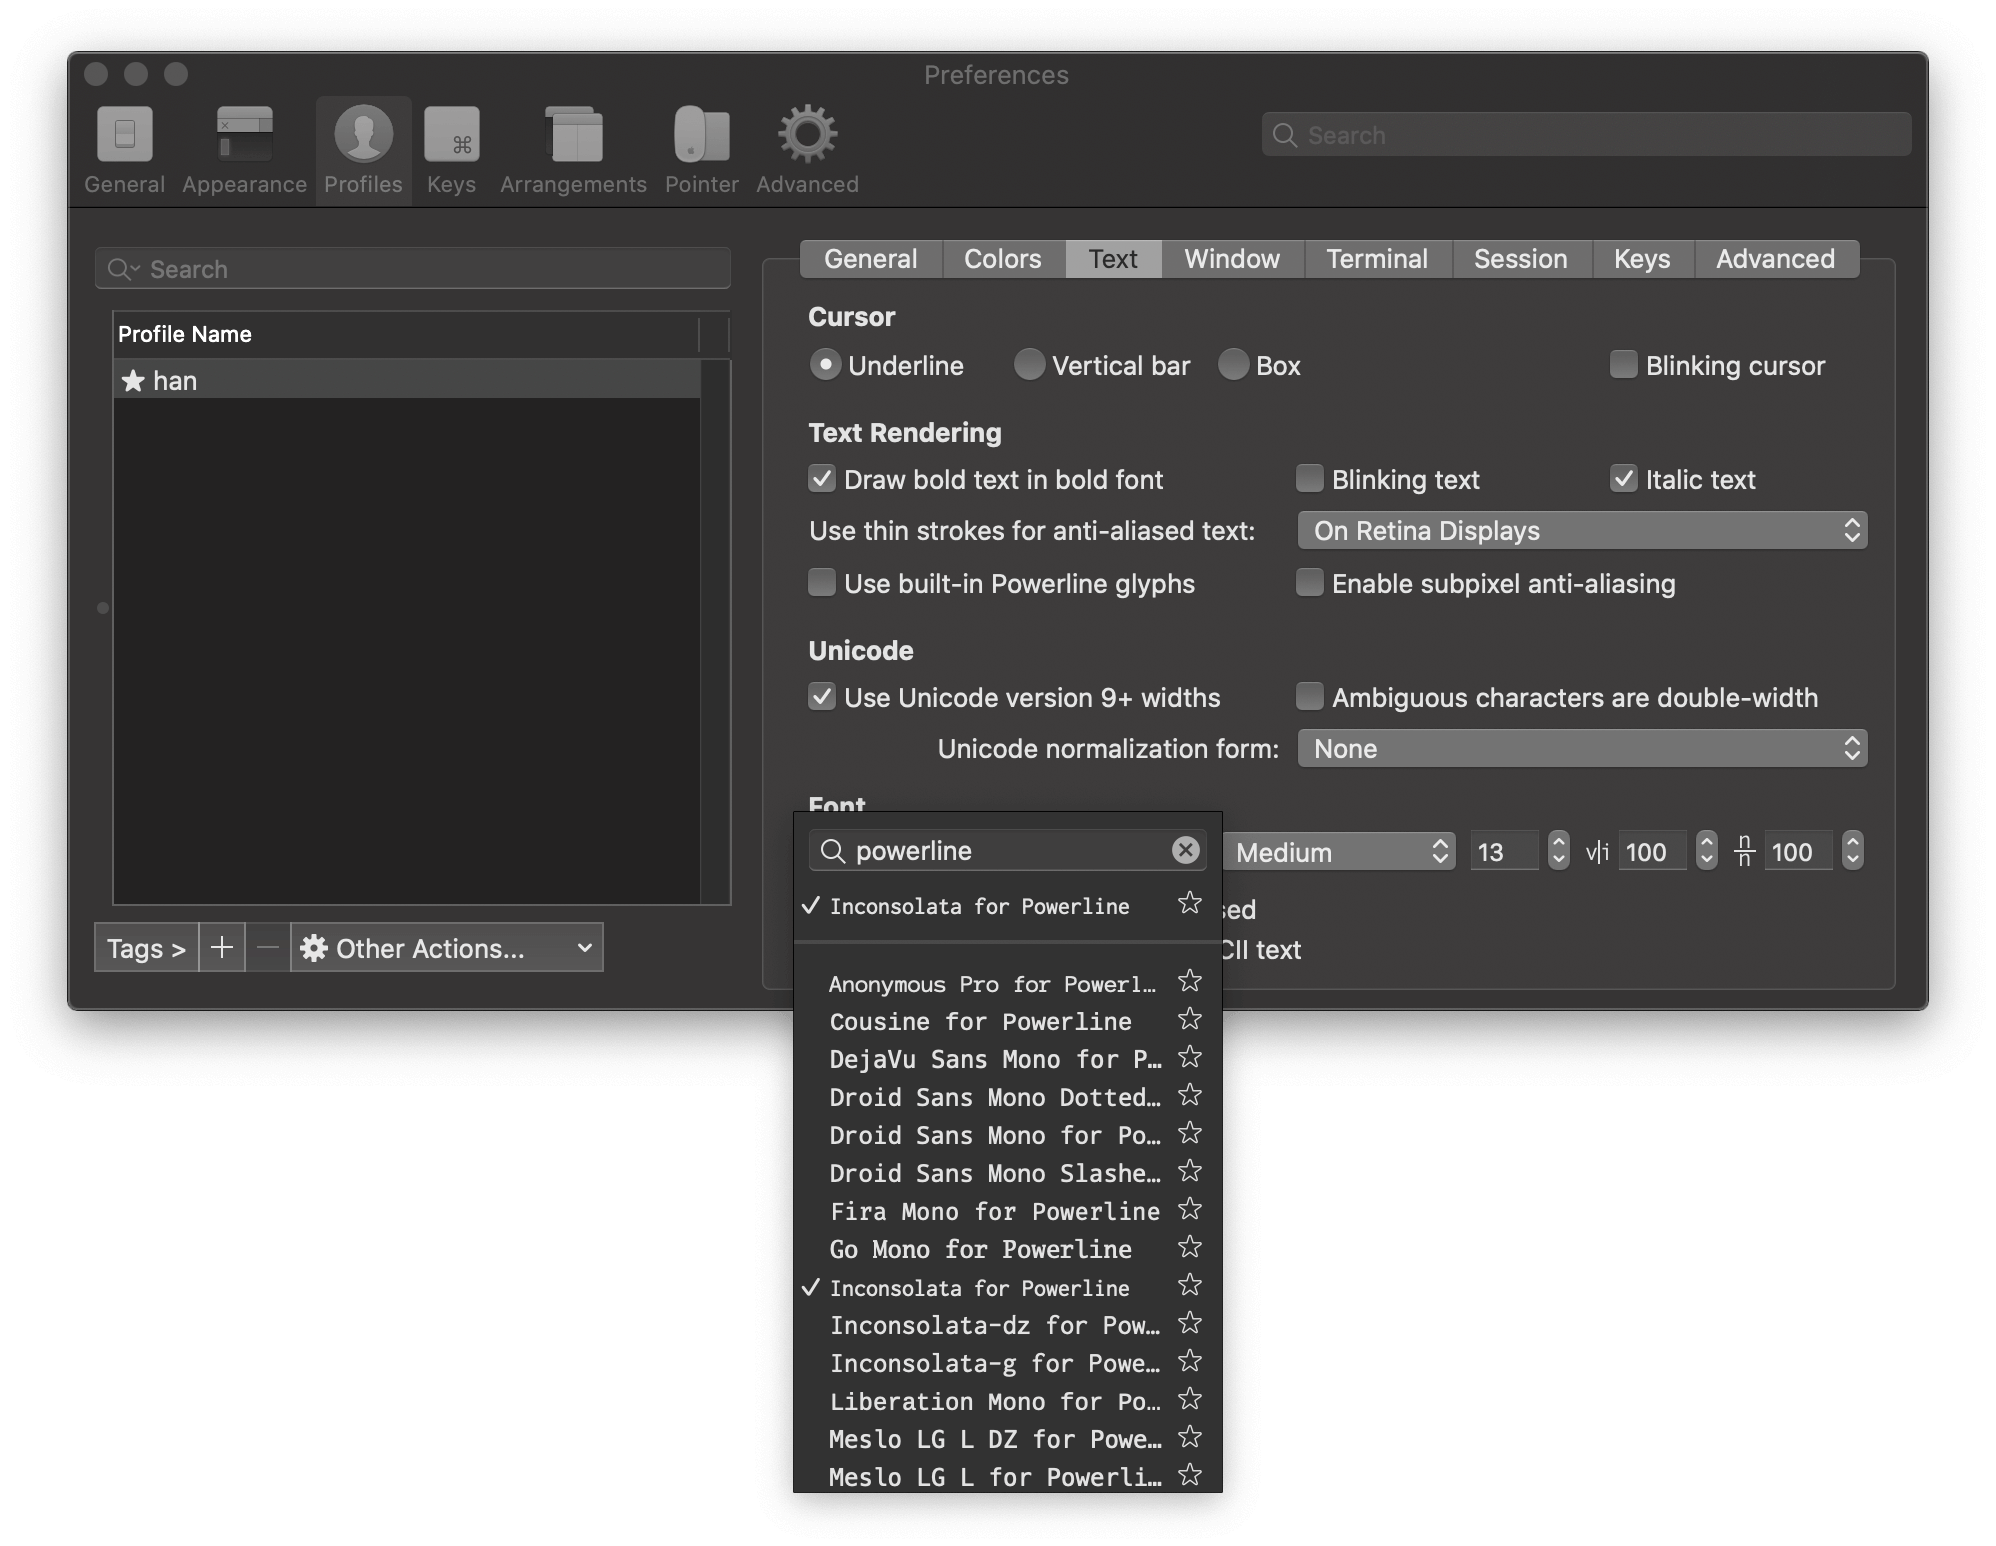 Preferences
General Appearance Profiles Keys Arrangements Pointer Advanced
Search
Search
Profile Name
★ han
Tags > + − Other Actions...
General Colors Text Window Terminal Session Keys Advanced
Cursor
Underline Vertical bar Box Blinking cursor
Text Rendering
Draw bold text in bold font Blinking text Italic text
Use thin strokes for anti-aliased text: On Retina Displays
Use built-in Powerline glyphs Enable subpixel anti-aliasing
Unicode
Use Unicode version 9+ widths Ambiguous characters are double-width
Unicode normalization form: None
Font
powerline Medium 13 v|i 100 n/n 100
Inconsolata for Powerline
CII text
Anonymous Pro for Powerl…
Cousine for Powerline
DejaVu Sans Mono for P…
Droid Sans Mono Dotted…
Droid Sans Mono for Po…
Droid Sans Mono Slashe…
Fira Mono for Powerline
Go Mono for Powerline
Inconsolata for Powerline
Inconsolata-dz for Pow…
Inconsolata-g for Powe…
Liberation Mono for Po…
Meslo LG L DZ for Powe…
Meslo LG L for Powerli…